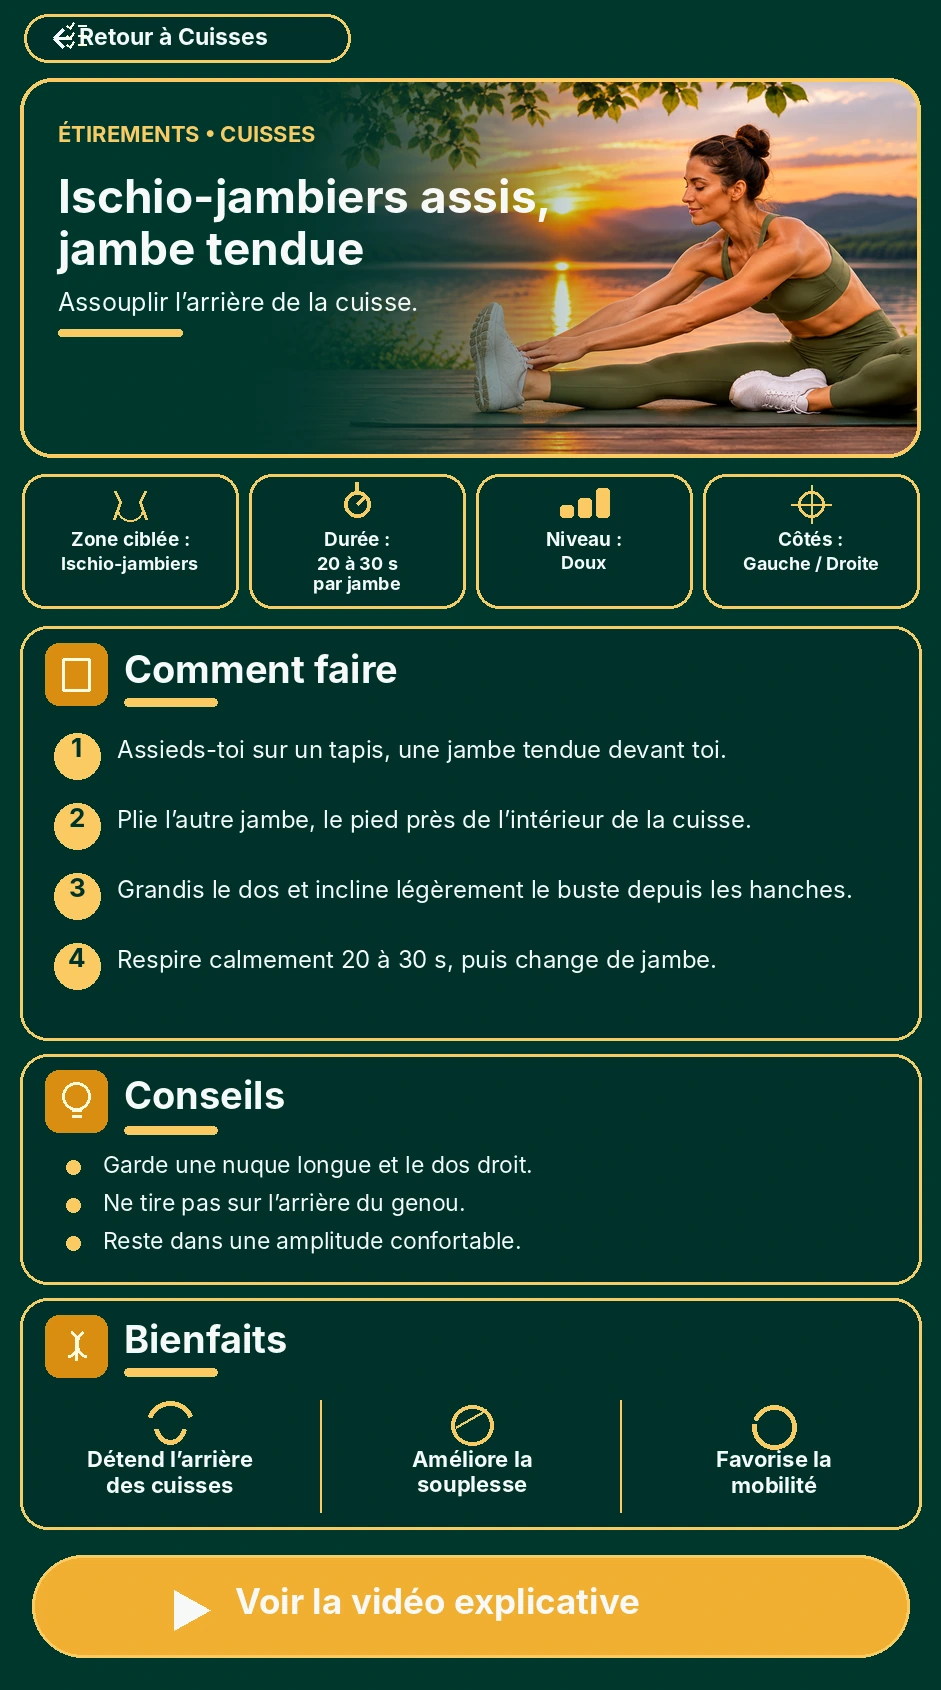 Retour à Cuisses
ÉTIREMENTS • CUISSES
Ischio-jambiers assis,
jambe tendue
Assouplir l’arrière de la cuisse.
Zone ciblée :
Ischio-jambiers
Durée :
20 à 30 s
par jambe
Niveau :
Doux
Côtés :
Gauche / Droite
Comment faire
1 Assieds-toi sur un tapis, une jambe tendue devant toi.
2 Plie l’autre jambe, le pied près de l’intérieur de la cuisse.
3 Grandis le dos et incline légèrement le buste depuis les hanches.
4 Respire calmement 20 à 30 s, puis change de jambe.
Conseils
Garde une nuque longue et le dos droit.
Ne tire pas sur l’arrière du genou.
Reste dans une amplitude confortable.
Bienfaits
Détend l’arrière
des cuisses
Améliore la
souplesse
Favorise la
mobilité
Voir la vidéo explicative